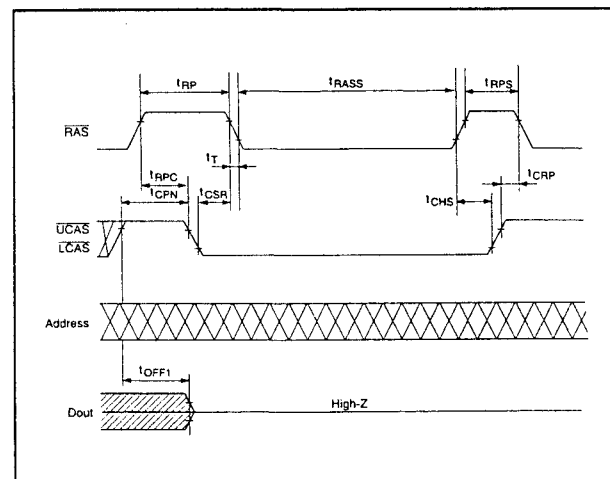 tRP
tRASS
tRPS
RAS
tT
tRPC
tCRP
tCPN
tCSR
tCHS
UCAS
LCAS
Address
tOFF1
High-Z
Dout